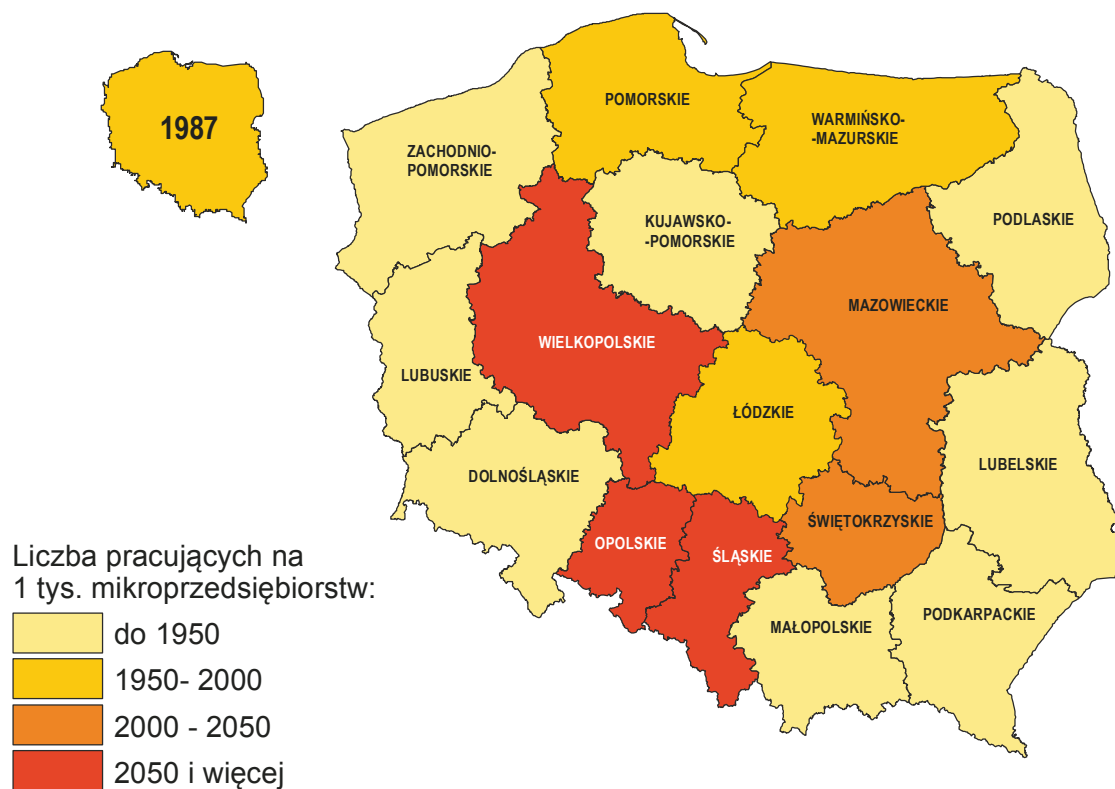 1987
POMORSKIE
WARMIŃSKO-
-MAZURSKIE
ZACHODNIO-
POMORSKIE
KUJAWSKO-
-POMORSKIE
PODLASKIE
MAZOWIECKIE
WIELKOPOLSKIE
LUBUSKIE
ŁÓDZKIE
LUBELSKIE
DOLNOŚLĄSKIE
ŚWIĘTOKRZYSKIE
OPOLSKIE
ŚLĄSKIE
PODKARPACKIE
MAŁOPOLSKIE
Liczba pracujących na
1 tys. mikroprzedsiębiorstw:
do 1950
1950- 2000
2000 - 2050
2050 i więcej